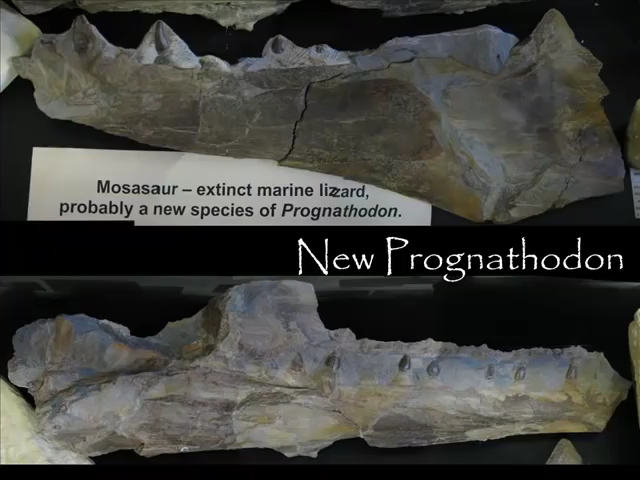 Mosasaur – extinct marine lizard,
probably a new species of Prognathodon.
New Prognathodon